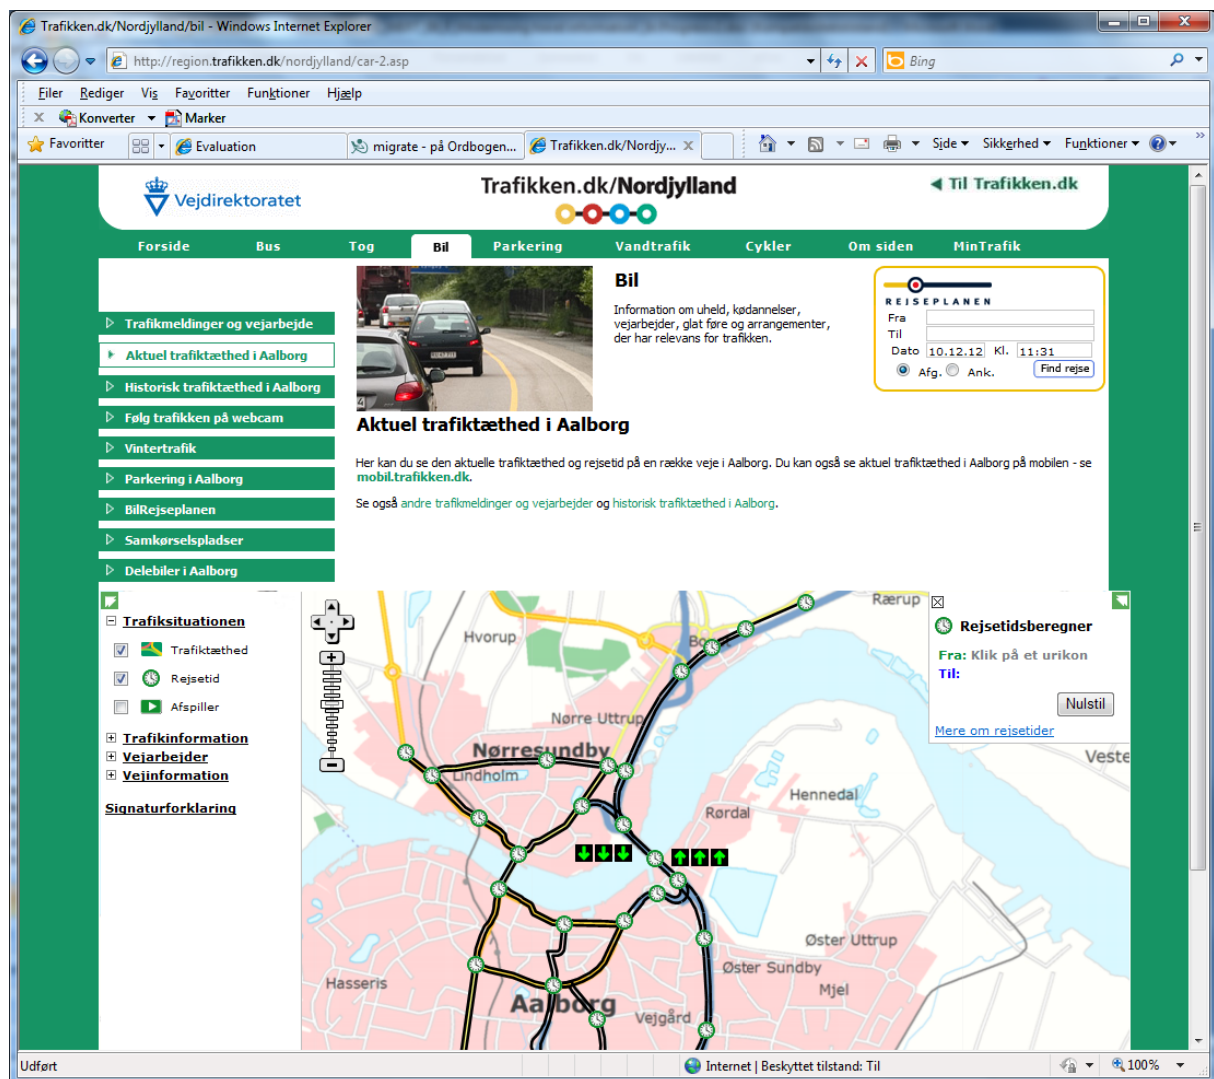 Trafikken.dk/Nordjylland/bil - Windows Internet Explorer
http://region.trafikken.dk/nordjylland/car-2.asp
Bing
Filer Rediger Vis Favoritter Funktioner Hjælp
x Konverter Marker
Favoritter Evaluation migrate - på Ordbogen... Trafikken.dk/Nordjy... x Side Sikkerhed Funktioner »
Vejdirektoratet
Trafikken.dk/Nordjylland
Til Trafikken.dk
Forside Bus Tog Bil Parkering Vandtrafik Cykler Om siden MinTrafik
Trafikmeldinger og vejarbejde
Aktuel trafiktæthed i Aalborg
Historisk trafiktæthed i Aalborg
Følg trafikken på webcam
Vintertrafik
Parkering i Aalborg
BilRejseplanen
Samkørselspladser
Delebiler i Aalborg
Bil
Information om uheld, kødannelser,
vejarbejder, glat føre og arrangementer,
der har relevans for trafikken.
REJSEPLANEN
Fra
Til
Dato 10.12.12 Kl. 11:31
Afg. Ank. Find rejse
Aktuel trafiktæthed i Aalborg
Her kan du se den aktuelle trafiktæthed og rejsetid på en række veje i Aalborg. Du kan også se aktuel trafiktæthed i Aalborg på mobilen - se
mobil.trafikken.dk.
Se også andre trafikmeldinger og vejarbejder og historisk trafiktæthed i Aalborg.
Trafiksituationen
Trafiktæthed
Rejsetid
Afspiller
Trafikinformation
Vejarbejder
Vejinformation
Signaturforklaring
Rærup
Hvorup
Nørre Uttrup
Nørresundby
Lindholm
Hennedal
Rørdal
Veste
Øster Uttrup
Øster Sundby
Mjel
Hasseris
Aalborg
Vejgård
Rejsetidsberegner
Fra: Klik på et urikon
Til:
Nulstil
Mere om rejsetider
Udført
Internet | Beskyttet tilstand: Til
100%